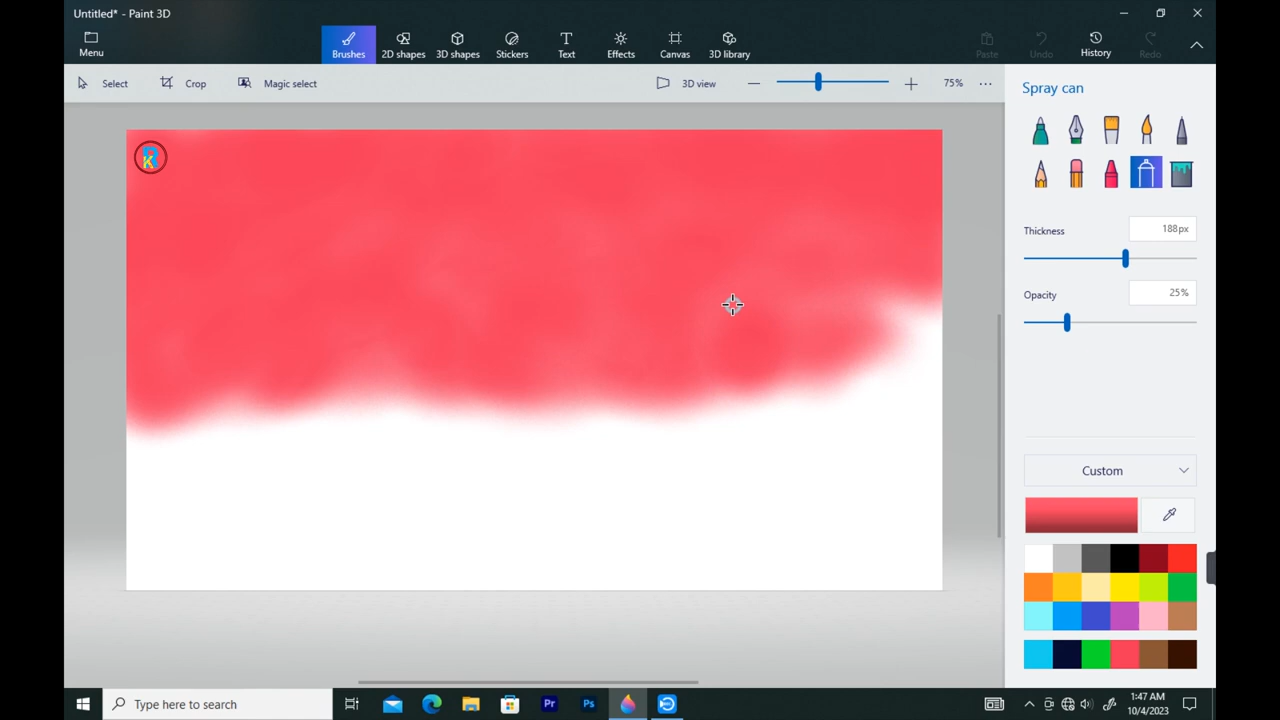 Untitled* - Paint 3D
Menu
Brushes
2D shapes
3D shapes
Stickers
Text
Effects
Canvas
3D library
Paste
Undo
History
Redo
Select
Crop
Magic select
3D view
75%
Spray can
Thickness
188px
Opacity
25%
Custom
K
Type here to search
Pr
Ps
1:47 AM
10/4/2023